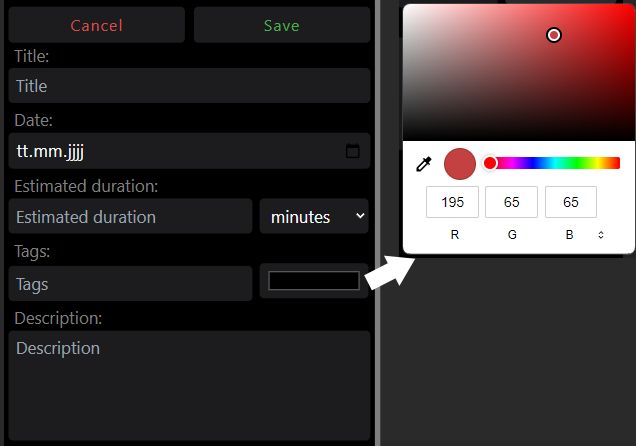 Cancel
Save
Title:
Title
Date:
tt.mm.jjjj
Estimated duration:
Estimated duration
minutes
Tags:
Tags
Description:
Description
195
65
65
R
G
B